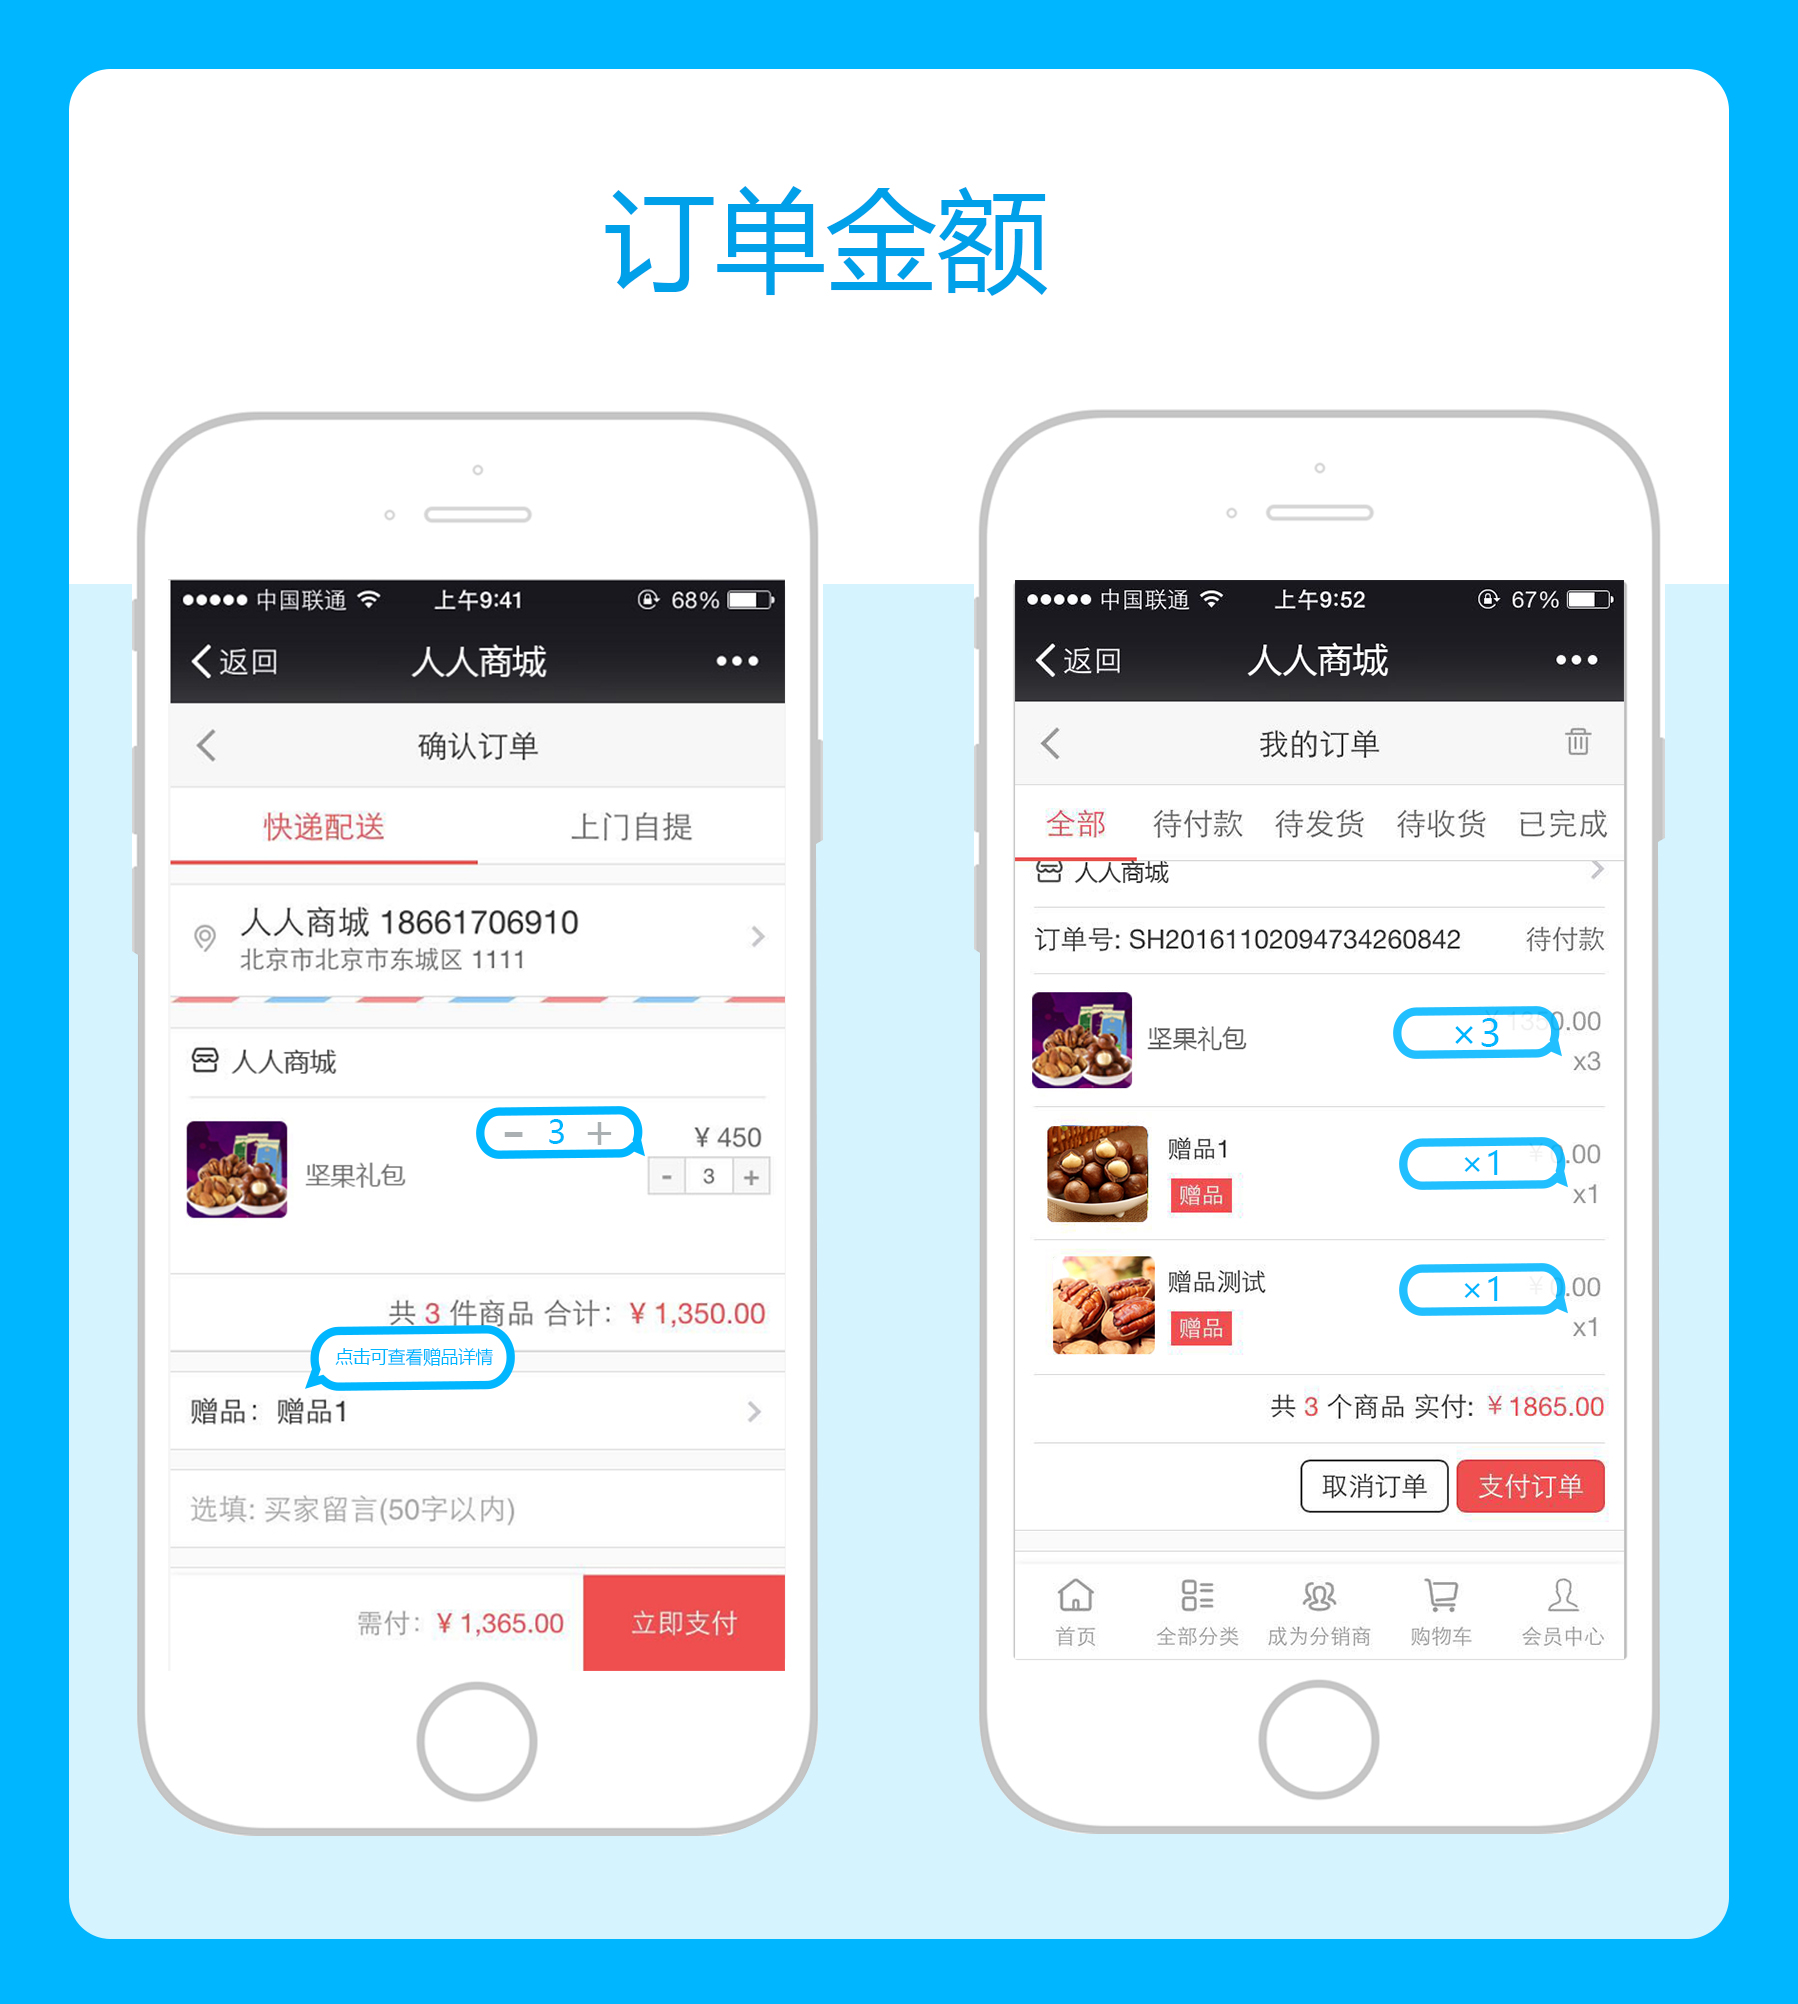 订单金额
中国联通 上午9:41 68%
返回 人人商城
确认订单
快递配送 上门自提
人人商城 18661706910
北京市北京市东城区 1111
人人商城
- 3 +
¥ 450
坚果礼包
- 3 +
共 3 件商品 合计：¥ 1,350.00
点击可查看赠品详情
赠品：赠品1
选填: 买家留言(50字以内)
需付：¥ 1,365.00 立即支付
中国联通 上午9:52 67%
返回 人人商城
我的订单
全部 待付款 待发货 待收货 已完成
人人商城
订单号: SH20161102094734260842 待付款
坚果礼包 ×3 1350.00
x3
赠品1 ×1 ¥ 0.00
赠品 x1
赠品测试 ×1 ¥ 0.00
赠品 x1
共 3 个商品 实付: ¥ 1865.00
取消订单 支付订单
首页 全部分类 成为分销商 购物车 会员中心